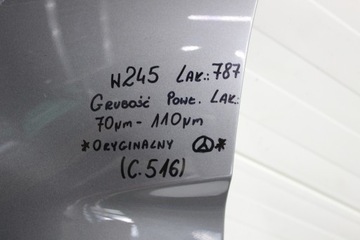 W245 LAK.: 787
GRUBOŚĆ POWŁ. LAK.:
70μm - 110μm
*ORYGINALNY *
(C.516)